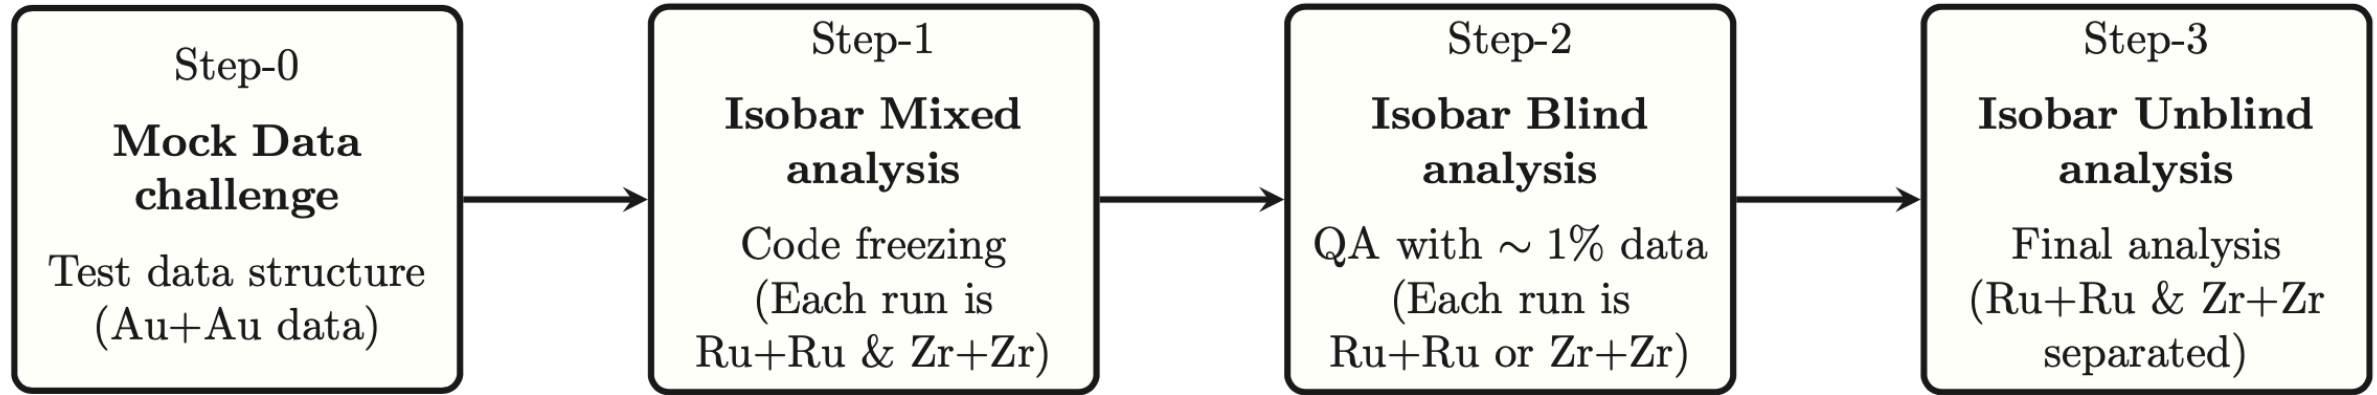 Step-0
Mock Data
challenge
Test data structure
(Au+Au data)
Step-1
Isobar Mixed
analysis
Code freezing
(Each run is
Ru+Ru & Zr+Zr)
Step-2
Isobar Blind
analysis
QA with ∼ 1% data
(Each run is
Ru+Ru or Zr+Zr)
Step-3
Isobar Unblind
analysis
Final analysis
(Ru+Ru & Zr+Zr
separated)